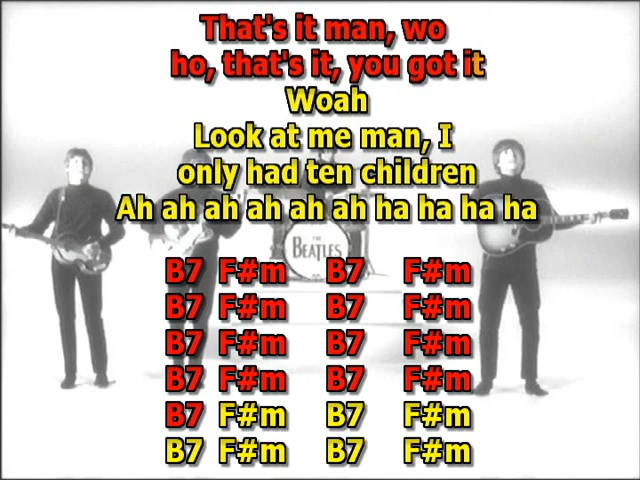 That's it man, wo
ho, that's it, you got it
Woah
Look at me man, I
only had ten children
Ah ah ah ah ah ah ha ha ha ha
THE
BEATLES
B7 F#m B7 F#m
B7 F#m B7 F#m
B7 F#m B7 F#m
B7 F#m B7 F#m
B7 F#m B7 F#m
B7 F#m B7 F#m